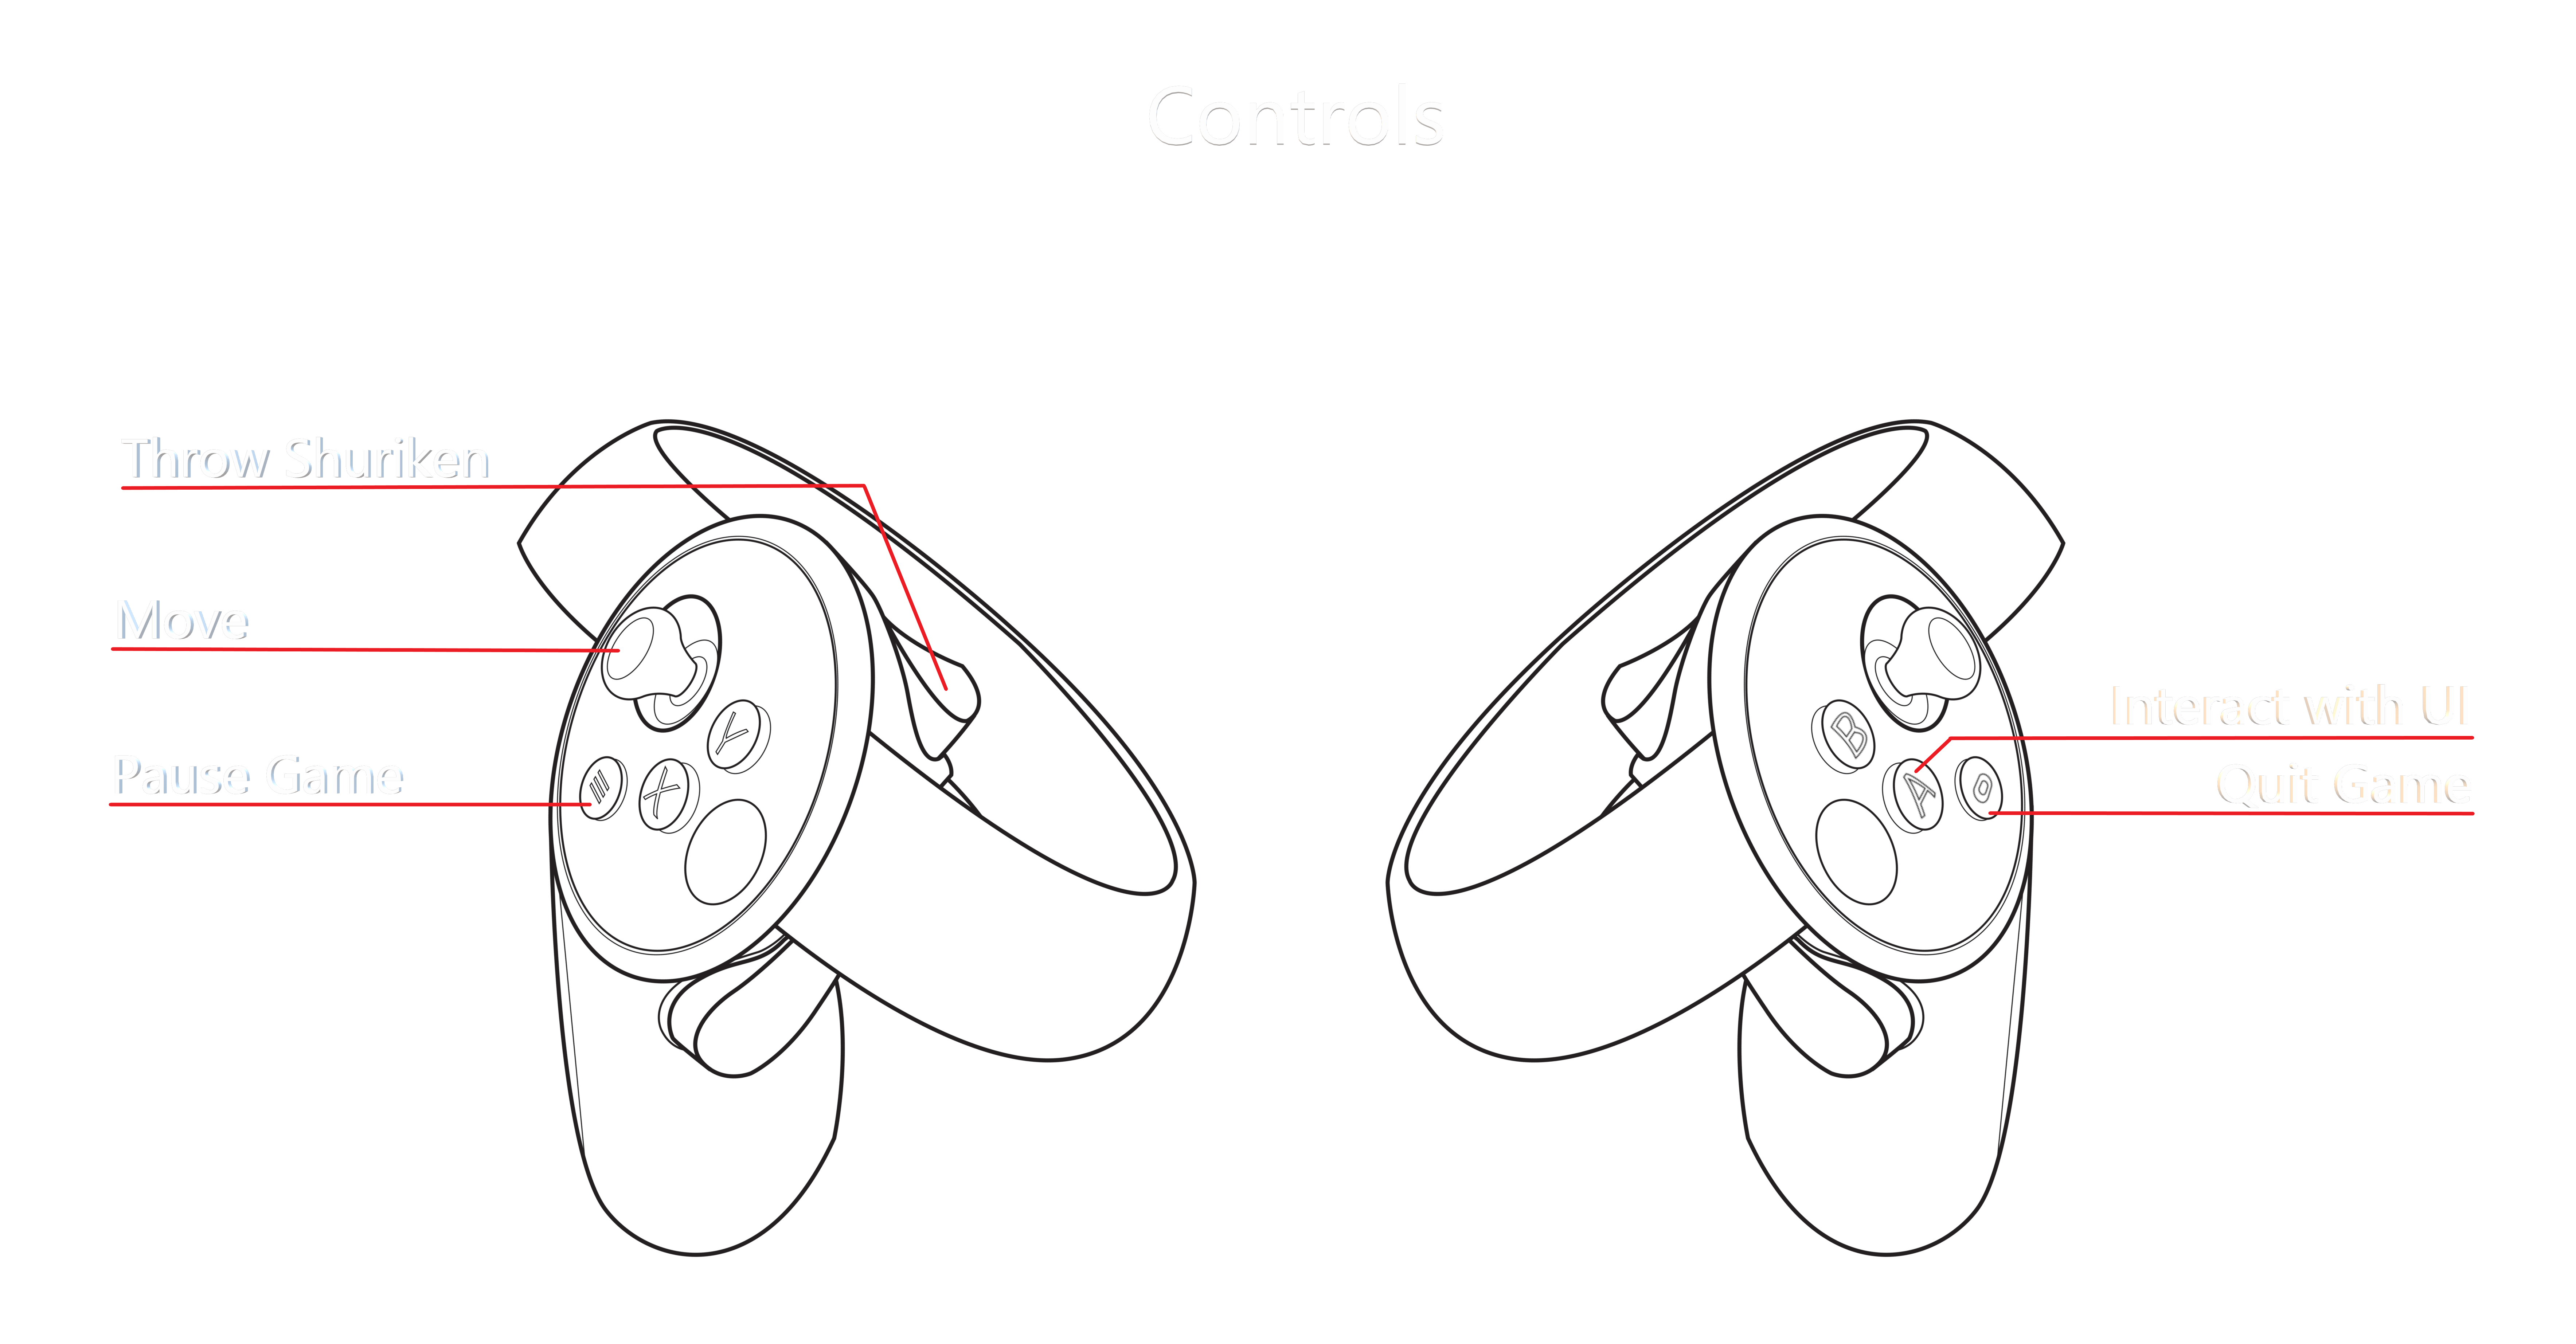 Controls
Throw Shuriken
Move
Pause Game
Y
X
Interact with UI
Quit Game
B
A